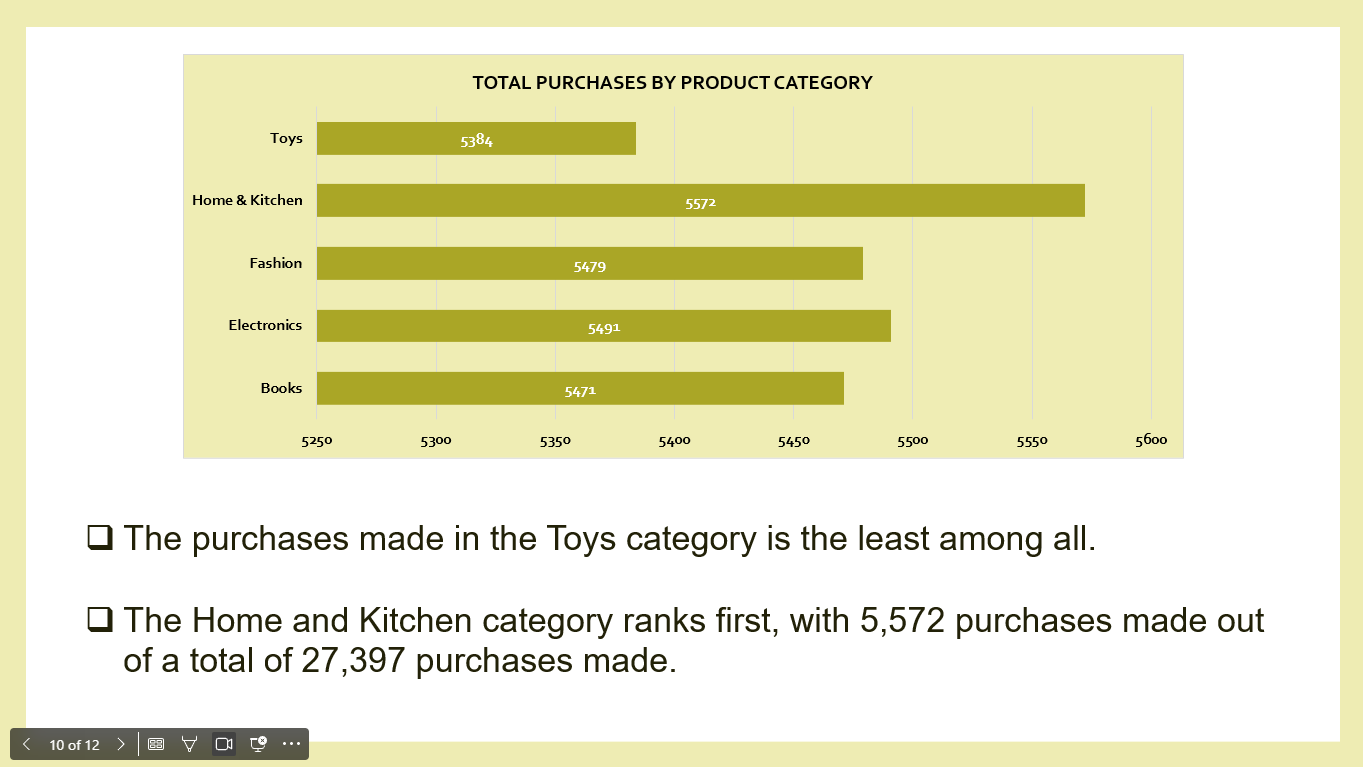 TOTAL PURCHASES BY PRODUCT CATEGORY
Toys
5384
Home & Kitchen
5572
Fashion
5479
Electronics
5491
Books
5471
5250 5300 5350 5400 5450 5500 5550 5600
The purchases made in the Toys category is the least among all.
The Home and Kitchen category ranks first, with 5,572 purchases made out
of a total of 27,397 purchases made.
10 of 12